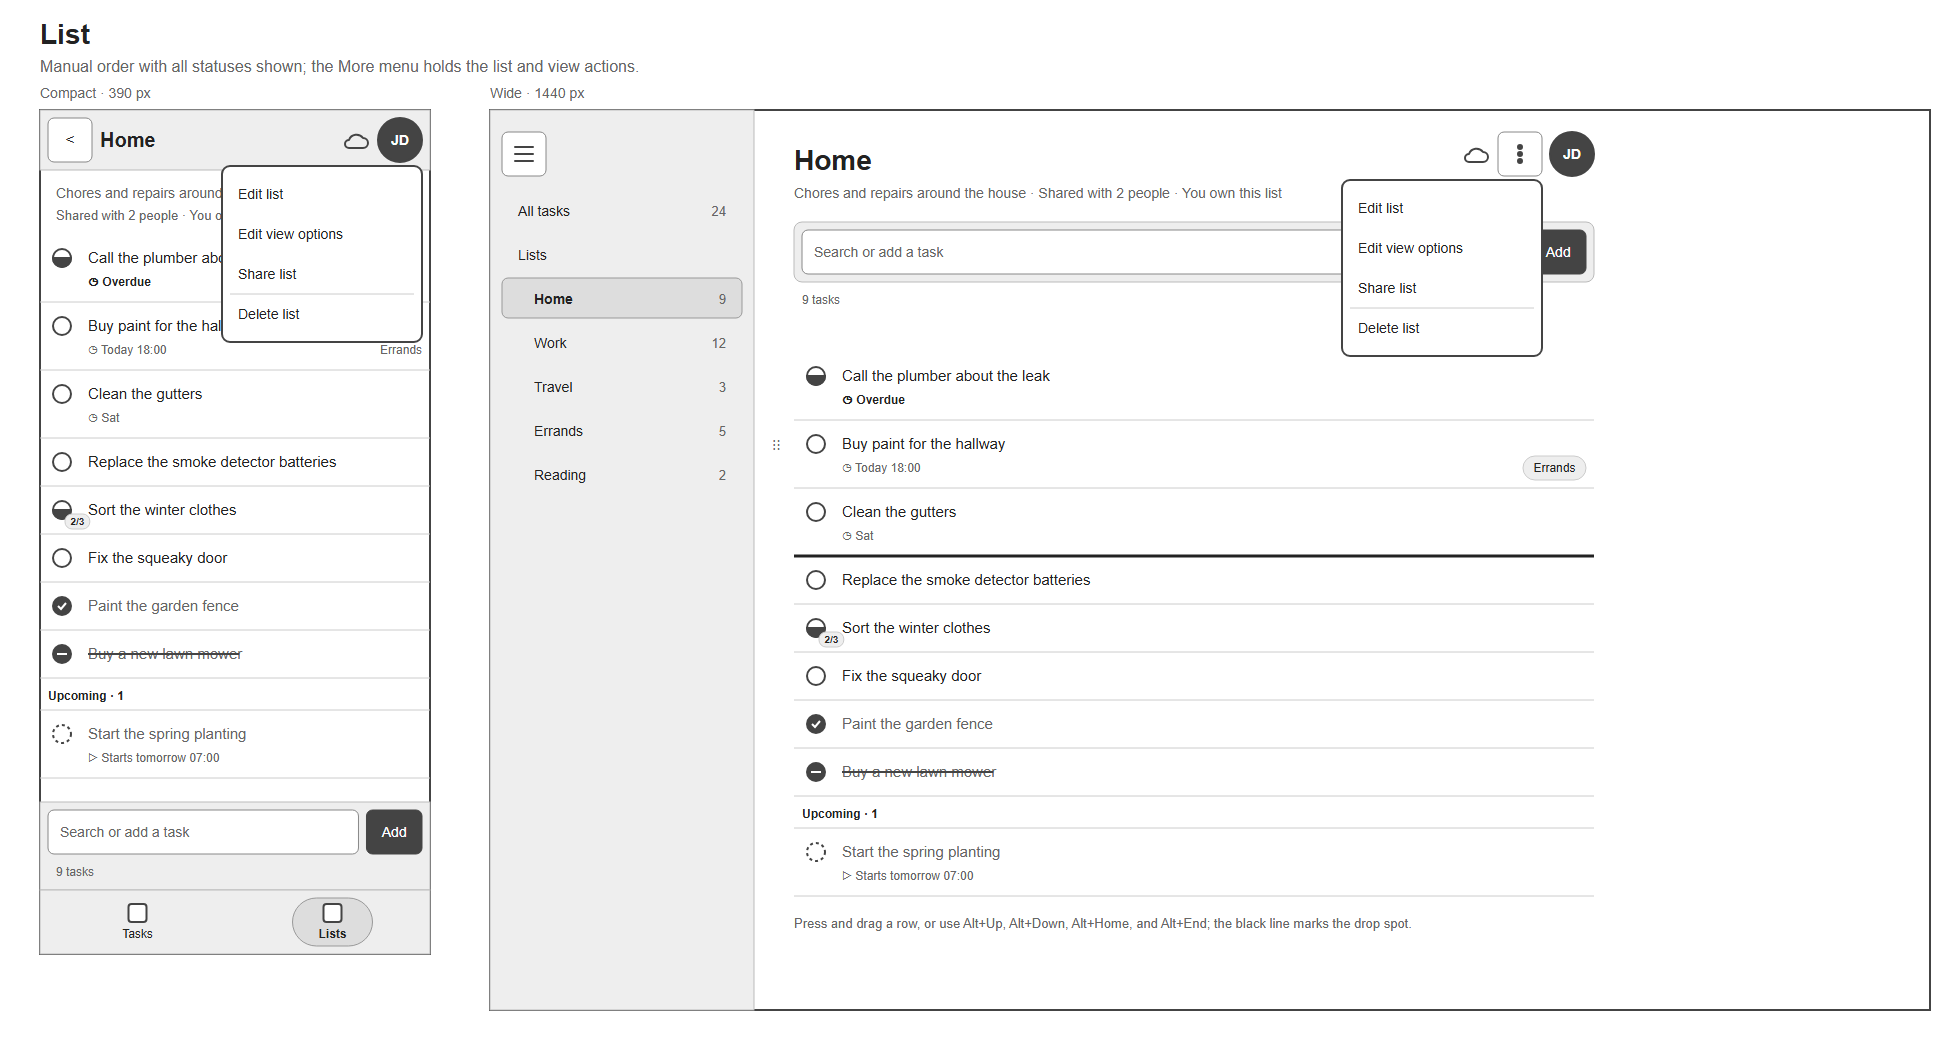 List
Manual order with all statuses shown; the More menu holds the list and view actions.
Compact · 390 px
< Home JD
Chores and repairs around
Shared with 2 people · You o
Edit list
Edit view options
Share list
Delete list
Call the plumber abo
Overdue
Buy paint for the hal
Today 18:00 Errands
Clean the gutters
Sat
Replace the smoke detector batteries
Sort the winter clothes
2/3
Fix the squeaky door
Paint the garden fence
Buy a new lawn mower
Upcoming · 1
Start the spring planting
Starts tomorrow 07:00
Search or add a task Add
9 tasks
Tasks Lists
Wide · 1440 px
All tasks 24
Lists
Home 9
Work 12
Travel 3
Errands 5
Reading 2
Home JD
Chores and repairs around the house · Shared with 2 people · You own this list
Edit list
Edit view options
Share list
Delete list
Search or add a task Add
9 tasks
Call the plumber about the leak
Overdue
Buy paint for the hallway
Today 18:00 Errands
Clean the gutters
Sat
Replace the smoke detector batteries
Sort the winter clothes
2/3
Fix the squeaky door
Paint the garden fence
Buy a new lawn mower
Upcoming · 1
Start the spring planting
Starts tomorrow 07:00
Press and drag a row, or use Alt+Up, Alt+Down, Alt+Home, and Alt+End; the black line marks the drop spot.